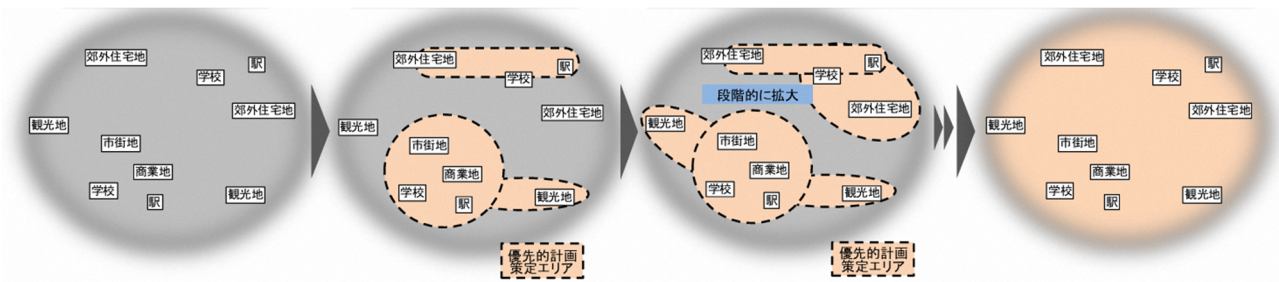 郊外住宅地
駅
学校
郊外住宅地
観光地
市街地
商業地
学校
駅
観光地
郊外住宅地
駅
学校
郊外住宅地
観光地
市街地
商業地
学校
駅
観光地
優先的計画
策定エリア
郊外住宅地
駅
学校
段階的に拡大
郊外住宅地
観光地
市街地
商業地
学校
駅
観光地
優先的計画
策定エリア
郊外住宅地
駅
学校
郊外住宅地
観光地
市街地
商業地
学校
駅
観光地